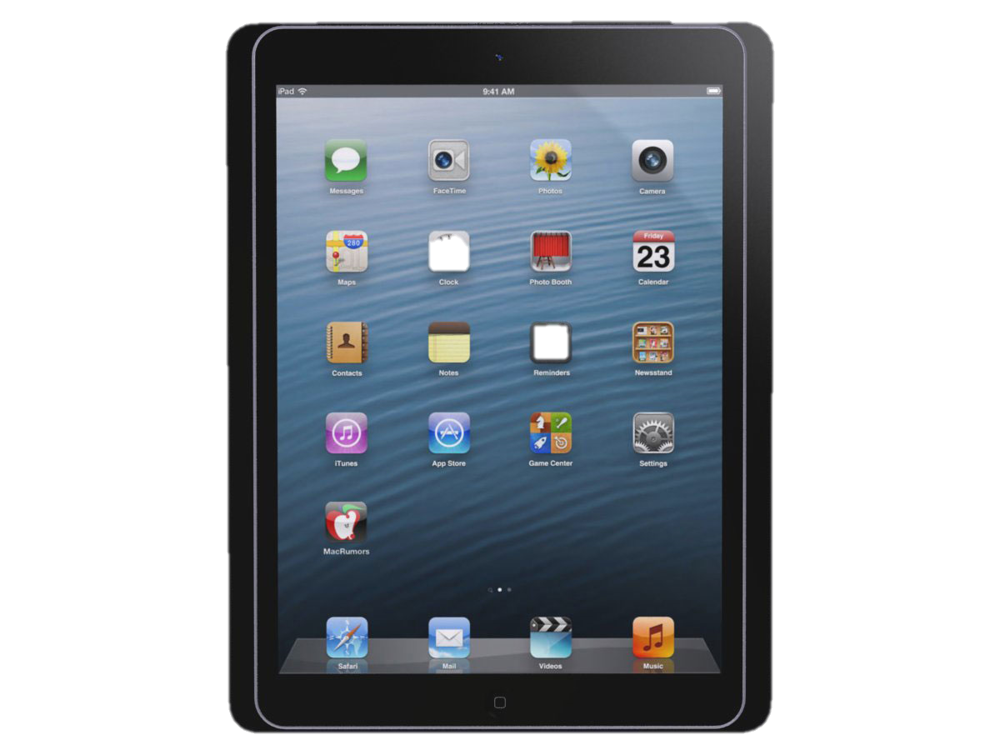 iPad 9:41 AM
Messages FaceTime Photos Camera
280 Friday
23
Maps Clock Photo Booth Calendar
Contacts Notes Reminders Newsstand
iTunes App Store Game Center Settings
MacRumors
Safari Mail Videos Music